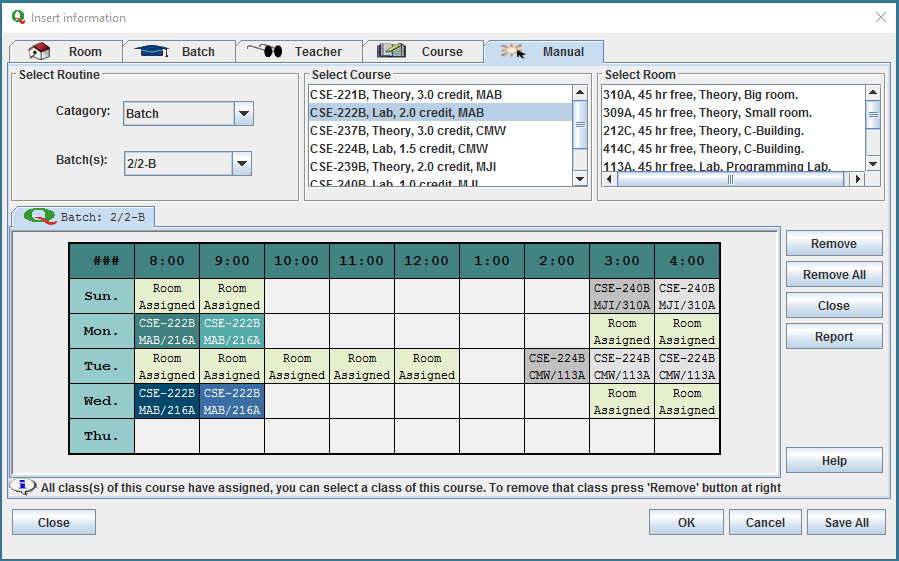 Insert information
Room Batch Teacher Course Manual
Select Routine
Catagory: Batch
Batch(s): 2/2-B
Select Course
CSE-221B, Theory, 3.0 credit, MAB
CSE-222B, Lab, 2.0 credit, MAB
CSE-237B, Theory, 3.0 credit, CMW
CSE-224B, Lab, 1.5 credit, CMW
CSE-239B, Theory, 2.0 credit, MJI
CSE-240B, Lab, 1.0 credit, MJI
Select Room
310A, 45 hr free, Theory, Big room.
309A, 45 hr free, Theory, Small room.
212C, 45 hr free, Theory, C-Building.
414C, 45 hr free, Theory, C-Building.
113A, 45 hr free, Lab, Programming Lab.
Batch: 2/2-B
### 8:00 9:00 10:00 11:00 12:00 1:00 2:00 3:00 4:00
Sun. Room Assigned Room Assigned CSE-240B MJI/310A CSE-240B MJI/310A
Mon. CSE-222B MAB/216A CSE-222B MAB/216A Room Assigned Room Assigned
Tue. Room Assigned Room Assigned Room Assigned Room Assigned Room Assigned CSE-224B CMW/113A CSE-224B CMW/113A CSE-224B CMW/113A
Wed. CSE-222B MAB/216A CSE-222B MAB/216A Room Assigned Room Assigned
Thu.
Remove
Remove All
Close
Report
Help
All class(s) of this course have assigned, you can select a class of this course. To remove that class press 'Remove' button at right
Close OK Cancel Save All